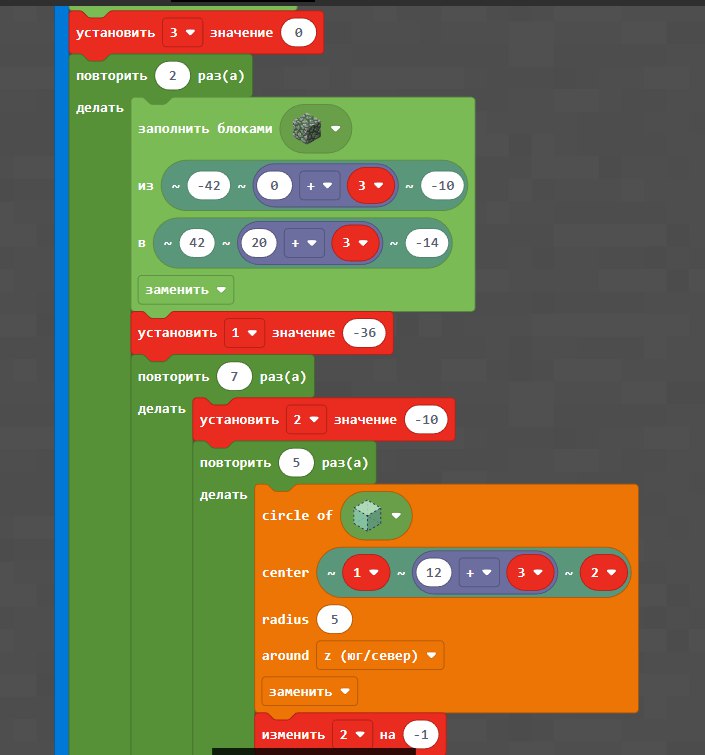 установить 3 значение 0
повторить 2 раз(а)
делать
заполнить блоками
из ~ -42 ~ 0 + 3 ~ -10
в ~ 42 ~ 20 + 3 ~ -14
заменить
установить 1 значение -36
повторить 7 раз(а)
делать
установить 2 значение -10
повторить 5 раз(а)
делать
circle of
center ~ 1 ~ 12 + 3 ~ 2
radius 5
around z (юг/север)
заменить
изменить 2 на -1